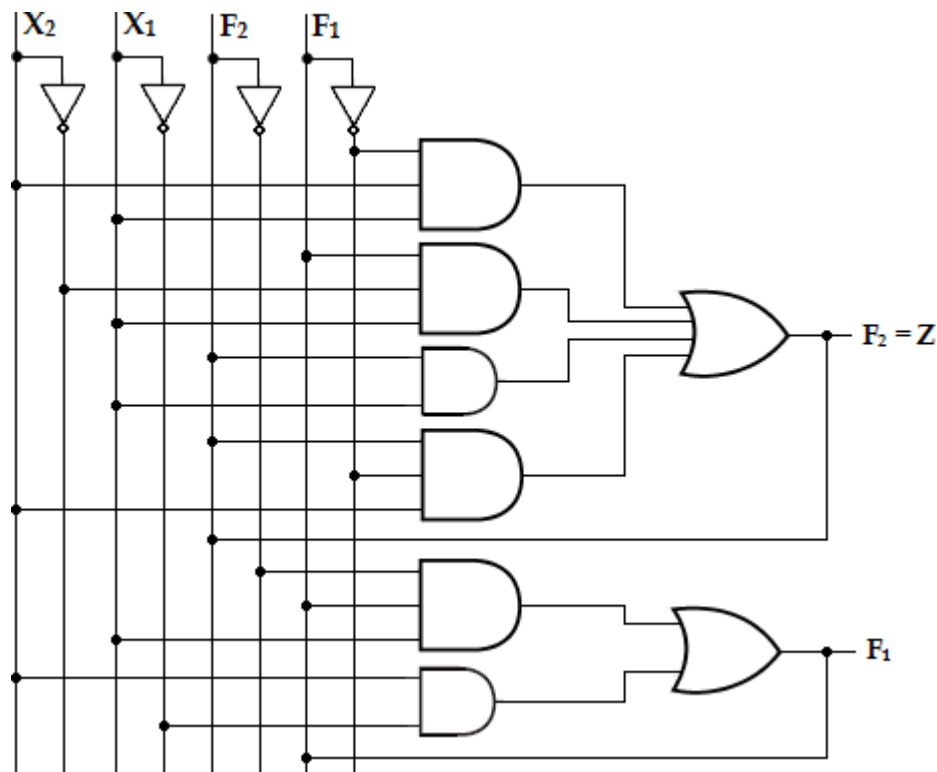 X₂ X₁ F₂ F₁
F₂ = Z
F₁